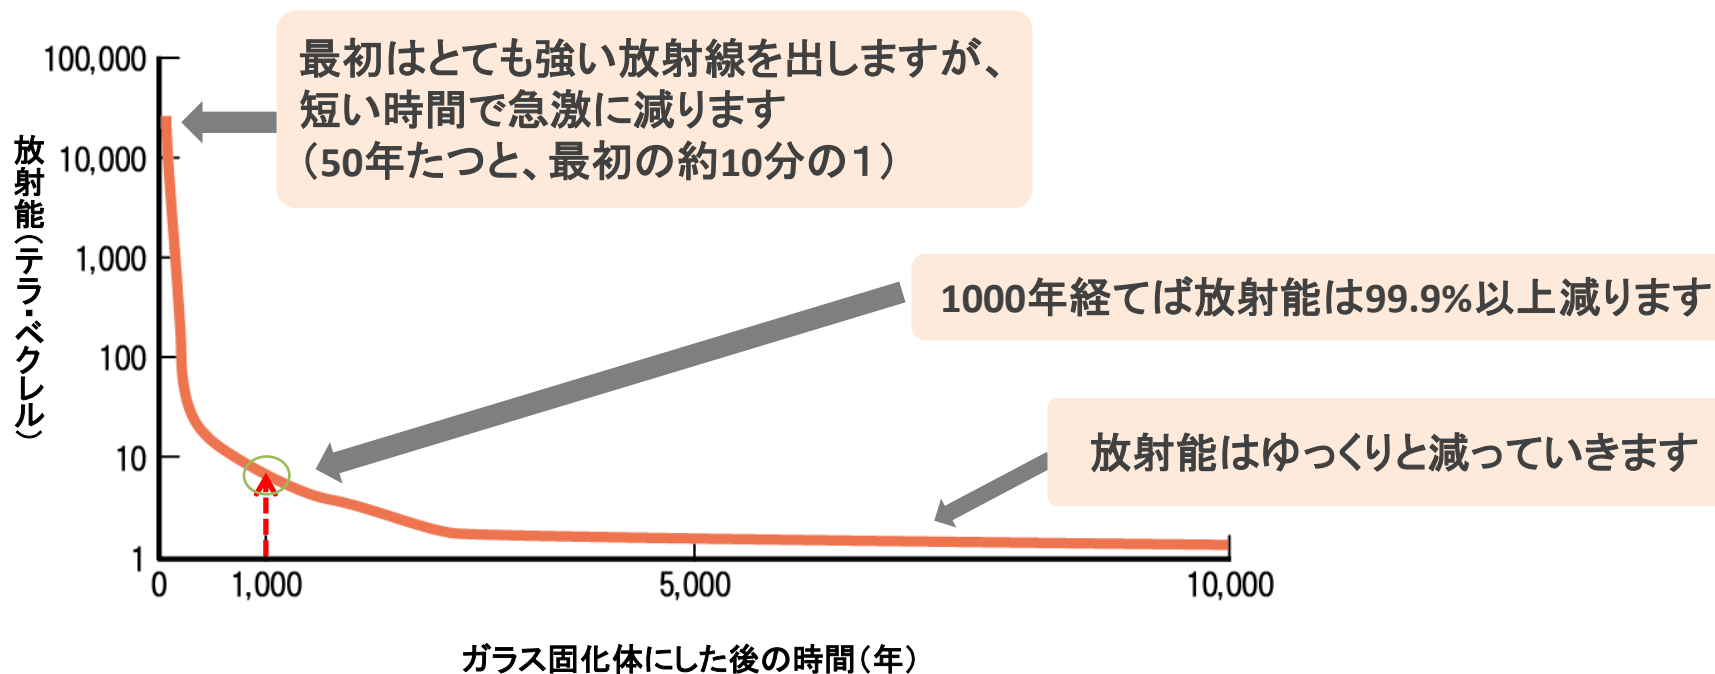 最初はとても強い放射線を出しますが、
短い時間で急激に減ります
（50年たつと、最初の約10分の１）
1000年経てば放射能は99.9%以上減ります
放射能はゆっくりと減っていきます
放射能（テラ・ベクレル）
100,000
10,000
1,000
100
10
1
0 1,000 5,000 10,000
ガラス固化体にした後の時間（年）